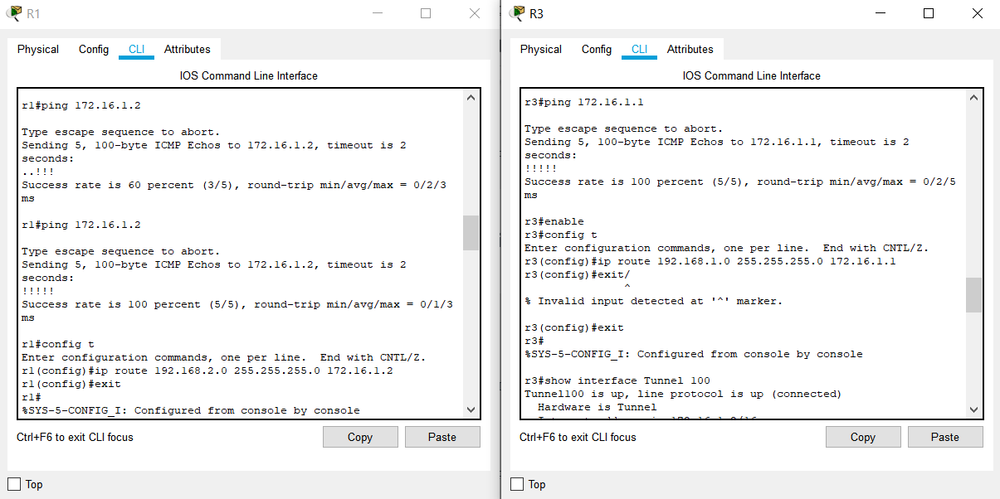 R1
Physical Config CLI Attributes
IOS Command Line Interface
r1#ping 172.16.1.2
Type escape sequence to abort.
Sending 5, 100-byte ICMP Echos to 172.16.1.2, timeout is 2
seconds:
..!!!
Success rate is 60 percent (3/5), round-trip min/avg/max = 0/2/3
ms
r1#ping 172.16.1.2
Type escape sequence to abort.
Sending 5, 100-byte ICMP Echos to 172.16.1.2, timeout is 2
seconds:
!!!!!
Success rate is 100 percent (5/5), round-trip min/avg/max = 0/1/3
ms
r1#config t
Enter configuration commands, one per line.  End with CNTL/Z.
r1(config)#ip route 192.168.2.0 255.255.255.0 172.16.1.2
r1(config)#exit
r1#
%SYS-5-CONFIG_I: Configured from console by console
Ctrl+F6 to exit CLI focus
Copy Paste
Top
R3
Physical Config CLI Attributes
IOS Command Line Interface
r3#ping 172.16.1.1
Type escape sequence to abort.
Sending 5, 100-byte ICMP Echos to 172.16.1.1, timeout is 2
seconds:
!!!!!
Success rate is 100 percent (5/5), round-trip min/avg/max = 0/2/5
ms
r3#enable
r3#config t
Enter configuration commands, one per line.  End with CNTL/Z.
r3(config)#ip route 192.168.1.0 255.255.255.0 172.16.1.1
r3(config)#exit/
^
% Invalid input detected at '^' marker.
r3(config)#exit
r3#
%SYS-5-CONFIG_I: Configured from console by console
r3#show interface Tunnel 100
Tunnel100 is up, line protocol is up (connected)
Hardware is Tunnel
Ctrl+F6 to exit CLI focus
Copy Paste
Top